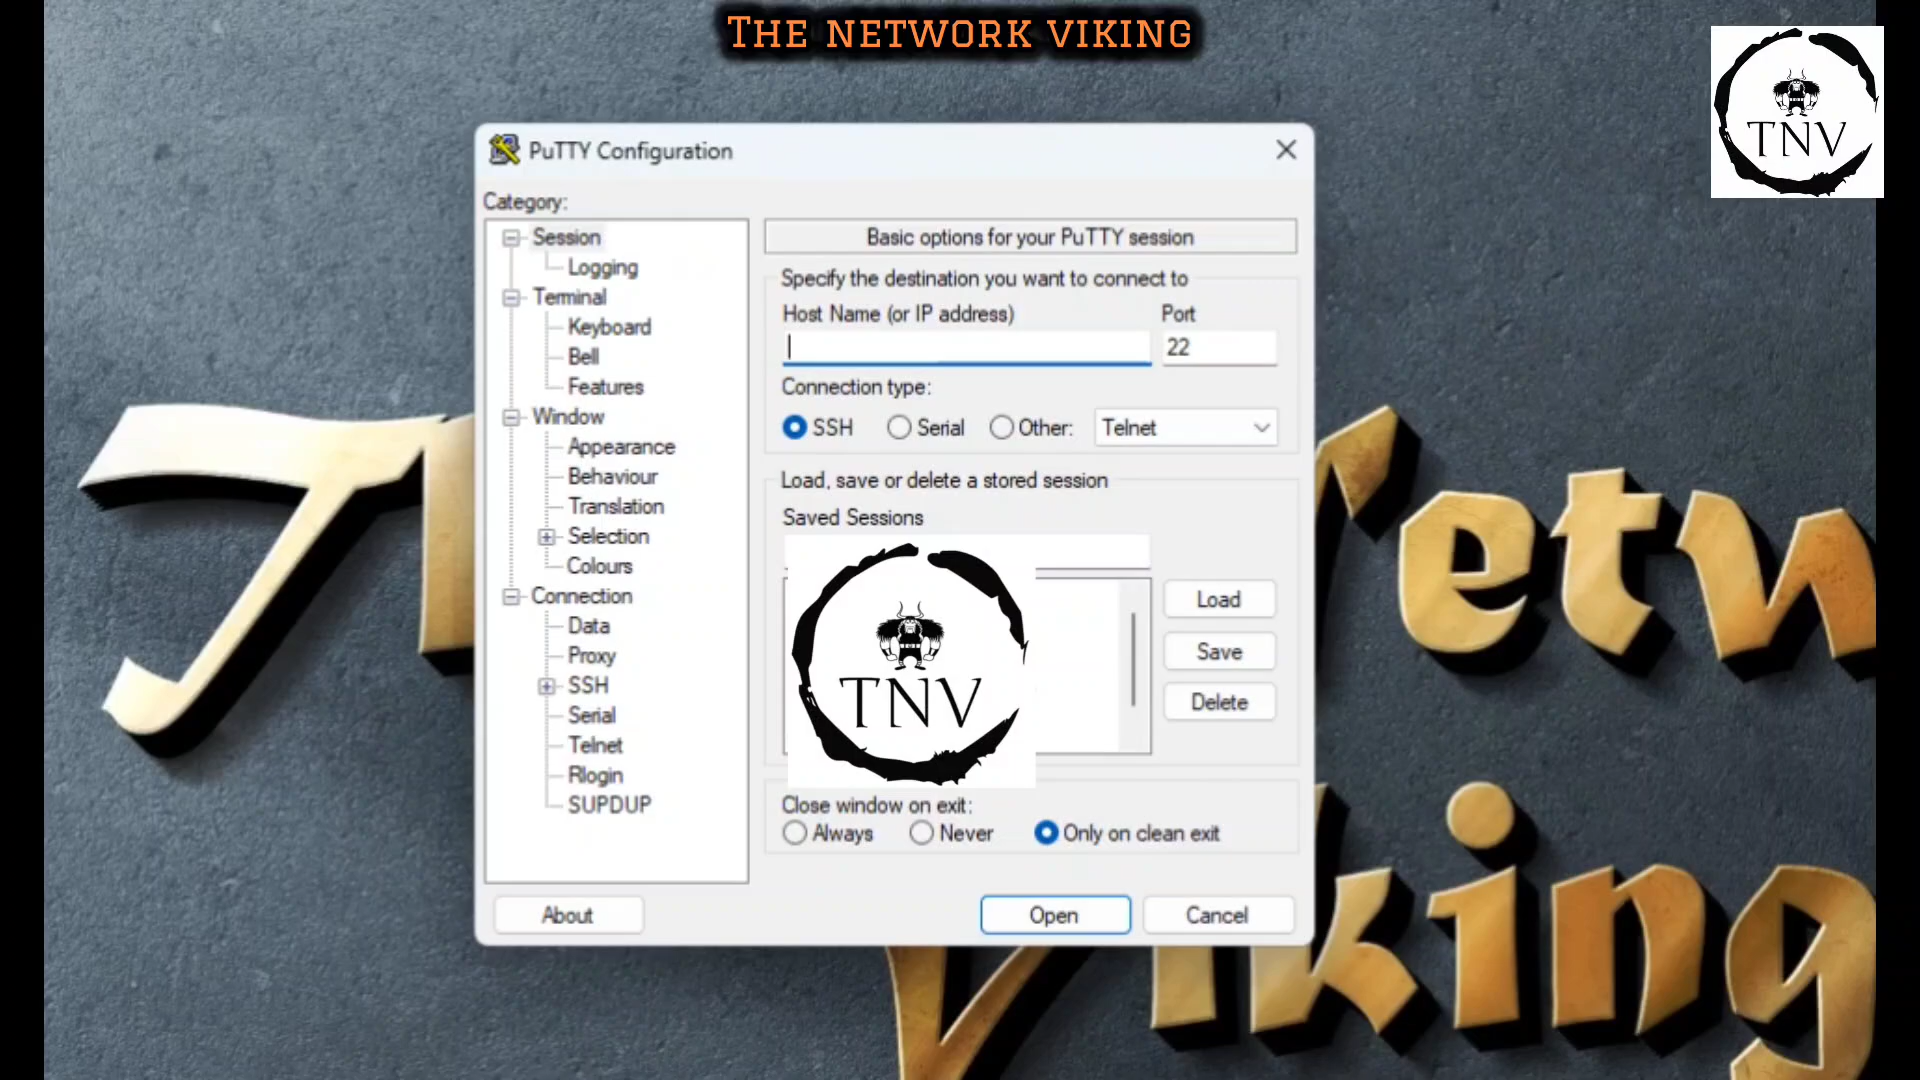 The network viking
TNV
PuTTY Configuration
Category:
Session
Logging
Terminal
Keyboard
Bell
Features
Window
Appearance
Behaviour
Translation
Selection
Colours
Connection
Data
Proxy
SSH
Serial
Telnet
Rlogin
SUPDUP
Basic options for your PuTTY session
Specify the destination you want to connect to
Host Name (or IP address) Port
22
Connection type:
SSH Serial Other: Telnet
Load, save or delete a stored session
Saved Sessions
TNV
Load
Save
Delete
Close window on exit:
Always Never Only on clean exit
About Open Cancel
Viking